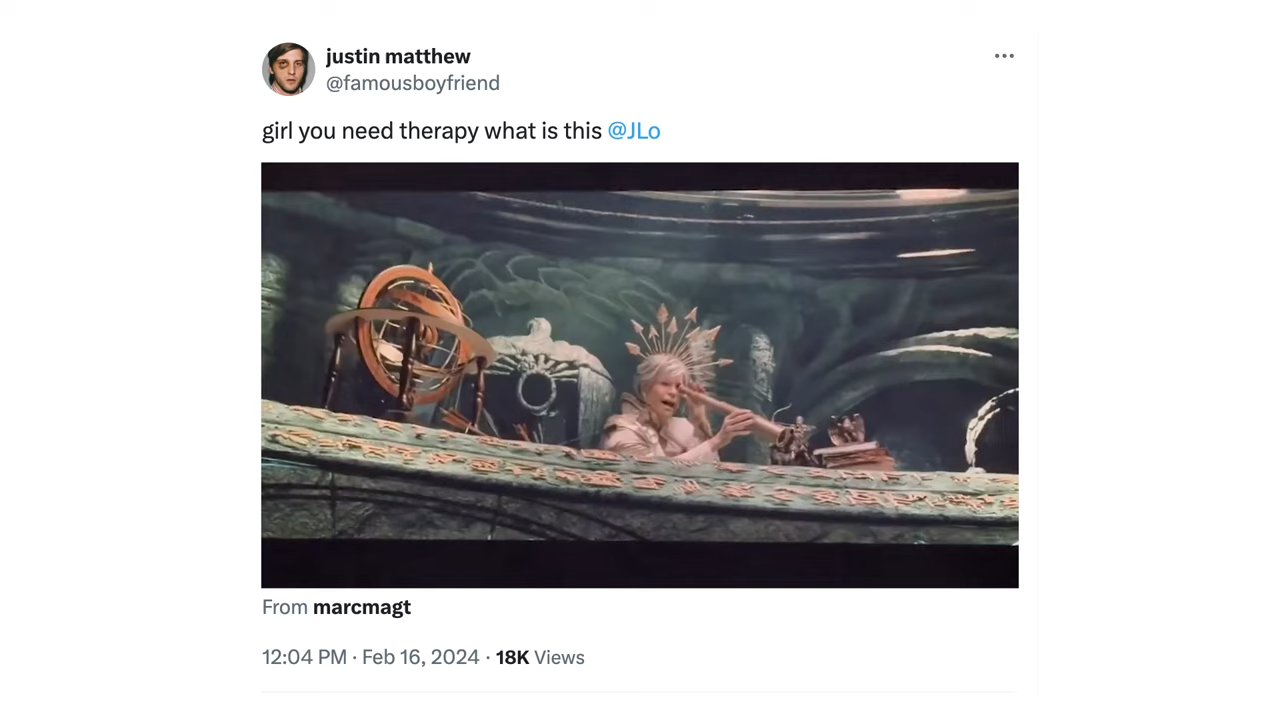 justin matthew
@famousboyfriend
girl you need therapy what is this @JLo
From marcmagt
12:04 PM · Feb 16, 2024 · 18K Views